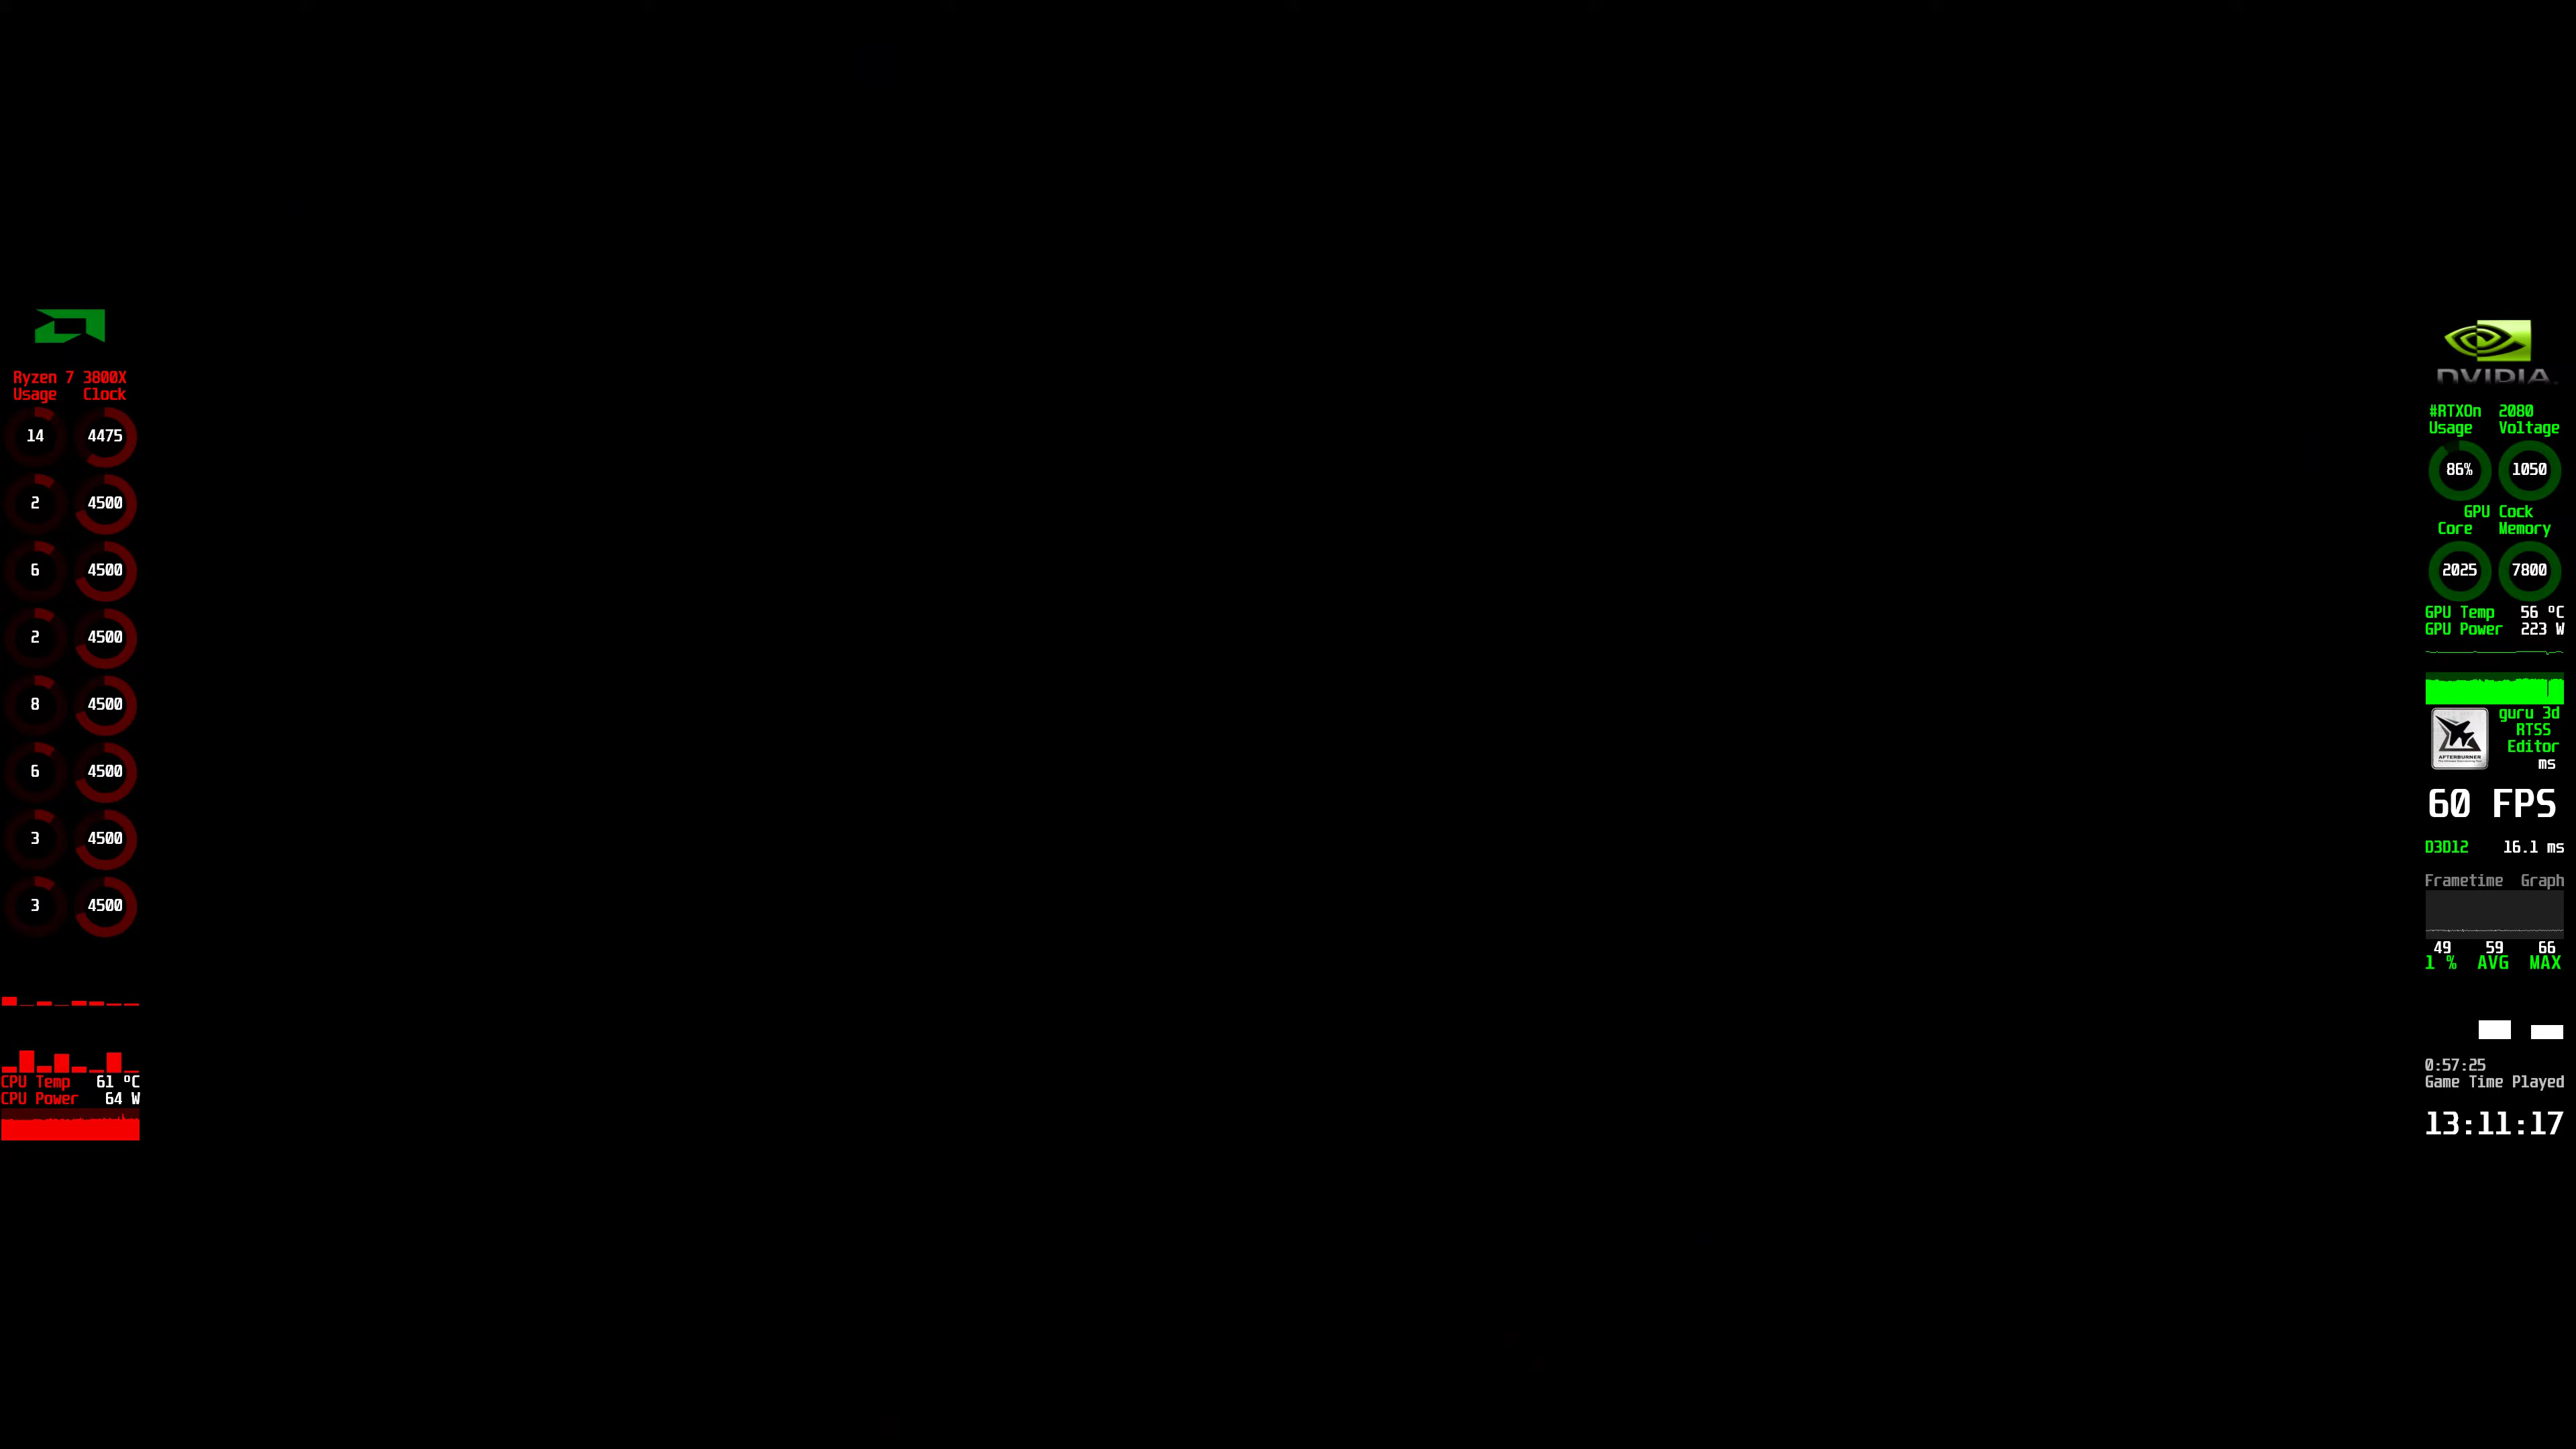 Ryzen 7 3800X
Usage Clock
14 4475
2 4500
6 4500
2 4500
8 4500
6 4500
3 4500
3 4500
CPU Temp 61 ºC
CPU Power 64 W
NVIDIA
#RTXOn 2080
Usage Voltage
86% 1050
GPU Cock
Core Memory
2025 7800
GPU Temp 56 ºC
GPU Power 223 W
guru 3d
RTSS
Editor
AFTERBURNER
ms
60 FPS
D3D12 16.1 ms
Frametime Graph
49 59 66
1 % AVG MAX
0:57:25
Game Time Played
13:11:17